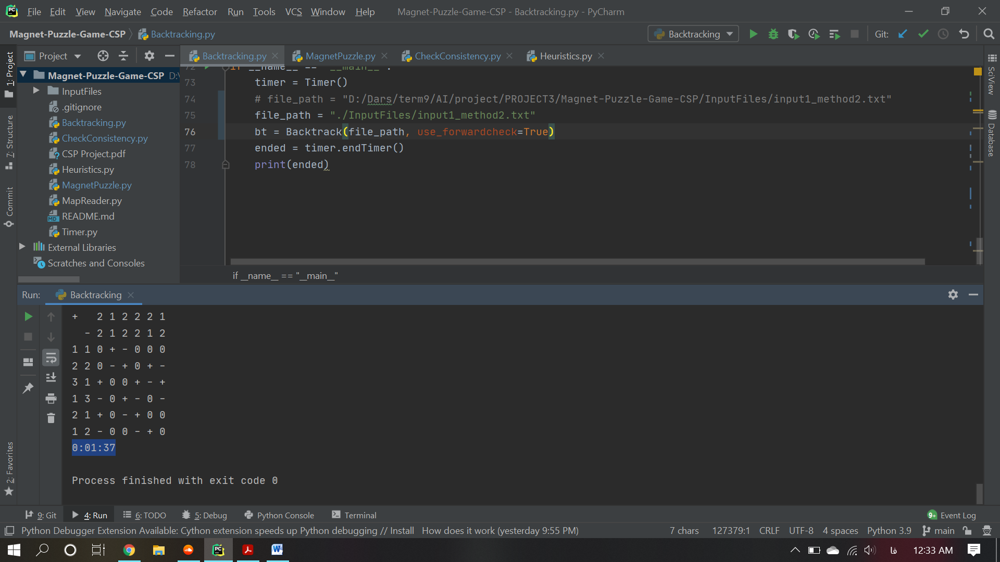 File Edit View Navigate Code Refactor Run Tools VCS Window Help Magnet-Puzzle-Game-CSP - Backtracking.py - PyCharm
Magnet-Puzzle-Game-CSP Backtracking.py Backtracking Git:
Project Backtracking.py MagnetPuzzle.py CheckConsistency.py Heuristics.py
1: Project
7: Structure
Commit
2: Favorites
Magnet-Puzzle-Game-CSP D:\
InputFiles
.gitignore
Backtracking.py
CheckConsistency.py
CSP Project.pdf
Heuristics.py
MagnetPuzzle.py
MapReader.py
README.md
Timer.py
External Libraries
Scratches and Consoles
72 if __name__ == "__main__":
73 timer = Timer()
74 # file_path = "D:/Dars/term9/AI/project/PROJECT3/Magnet-Puzzle-Game-CSP/InputFiles/input1_method2.txt"
75 file_path = "./InputFiles/input1_method2.txt"
76 bt = Backtrack(file_path, use_forwardcheck=True)
77 ended = timer.endTimer()
78 print(ended)
if __name__ == "__main__"
SciView
Database
Run: Backtracking
+ 2 1 2 2 2 1
- 2 1 2 2 1 2
1 1 0 + - 0 0 0
2 2 0 - + 0 + -
3 1 + 0 0 + - +
1 3 - 0 + - 0 -
2 1 + 0 - + 0 0
1 2 - 0 0 - + 0
0:01:37
Process finished with exit code 0
9: Git 4: Run 6: TODO 5: Debug Python Console Terminal 9+ Event Log
Python Debugger Extension Available: Cython extension speeds up Python debugging // Install How does it work (yesterday 9:55 PM) 7 chars 127379:1 CRLF UTF-8 4 spaces Python 3.9 main
فا 12:33 AM